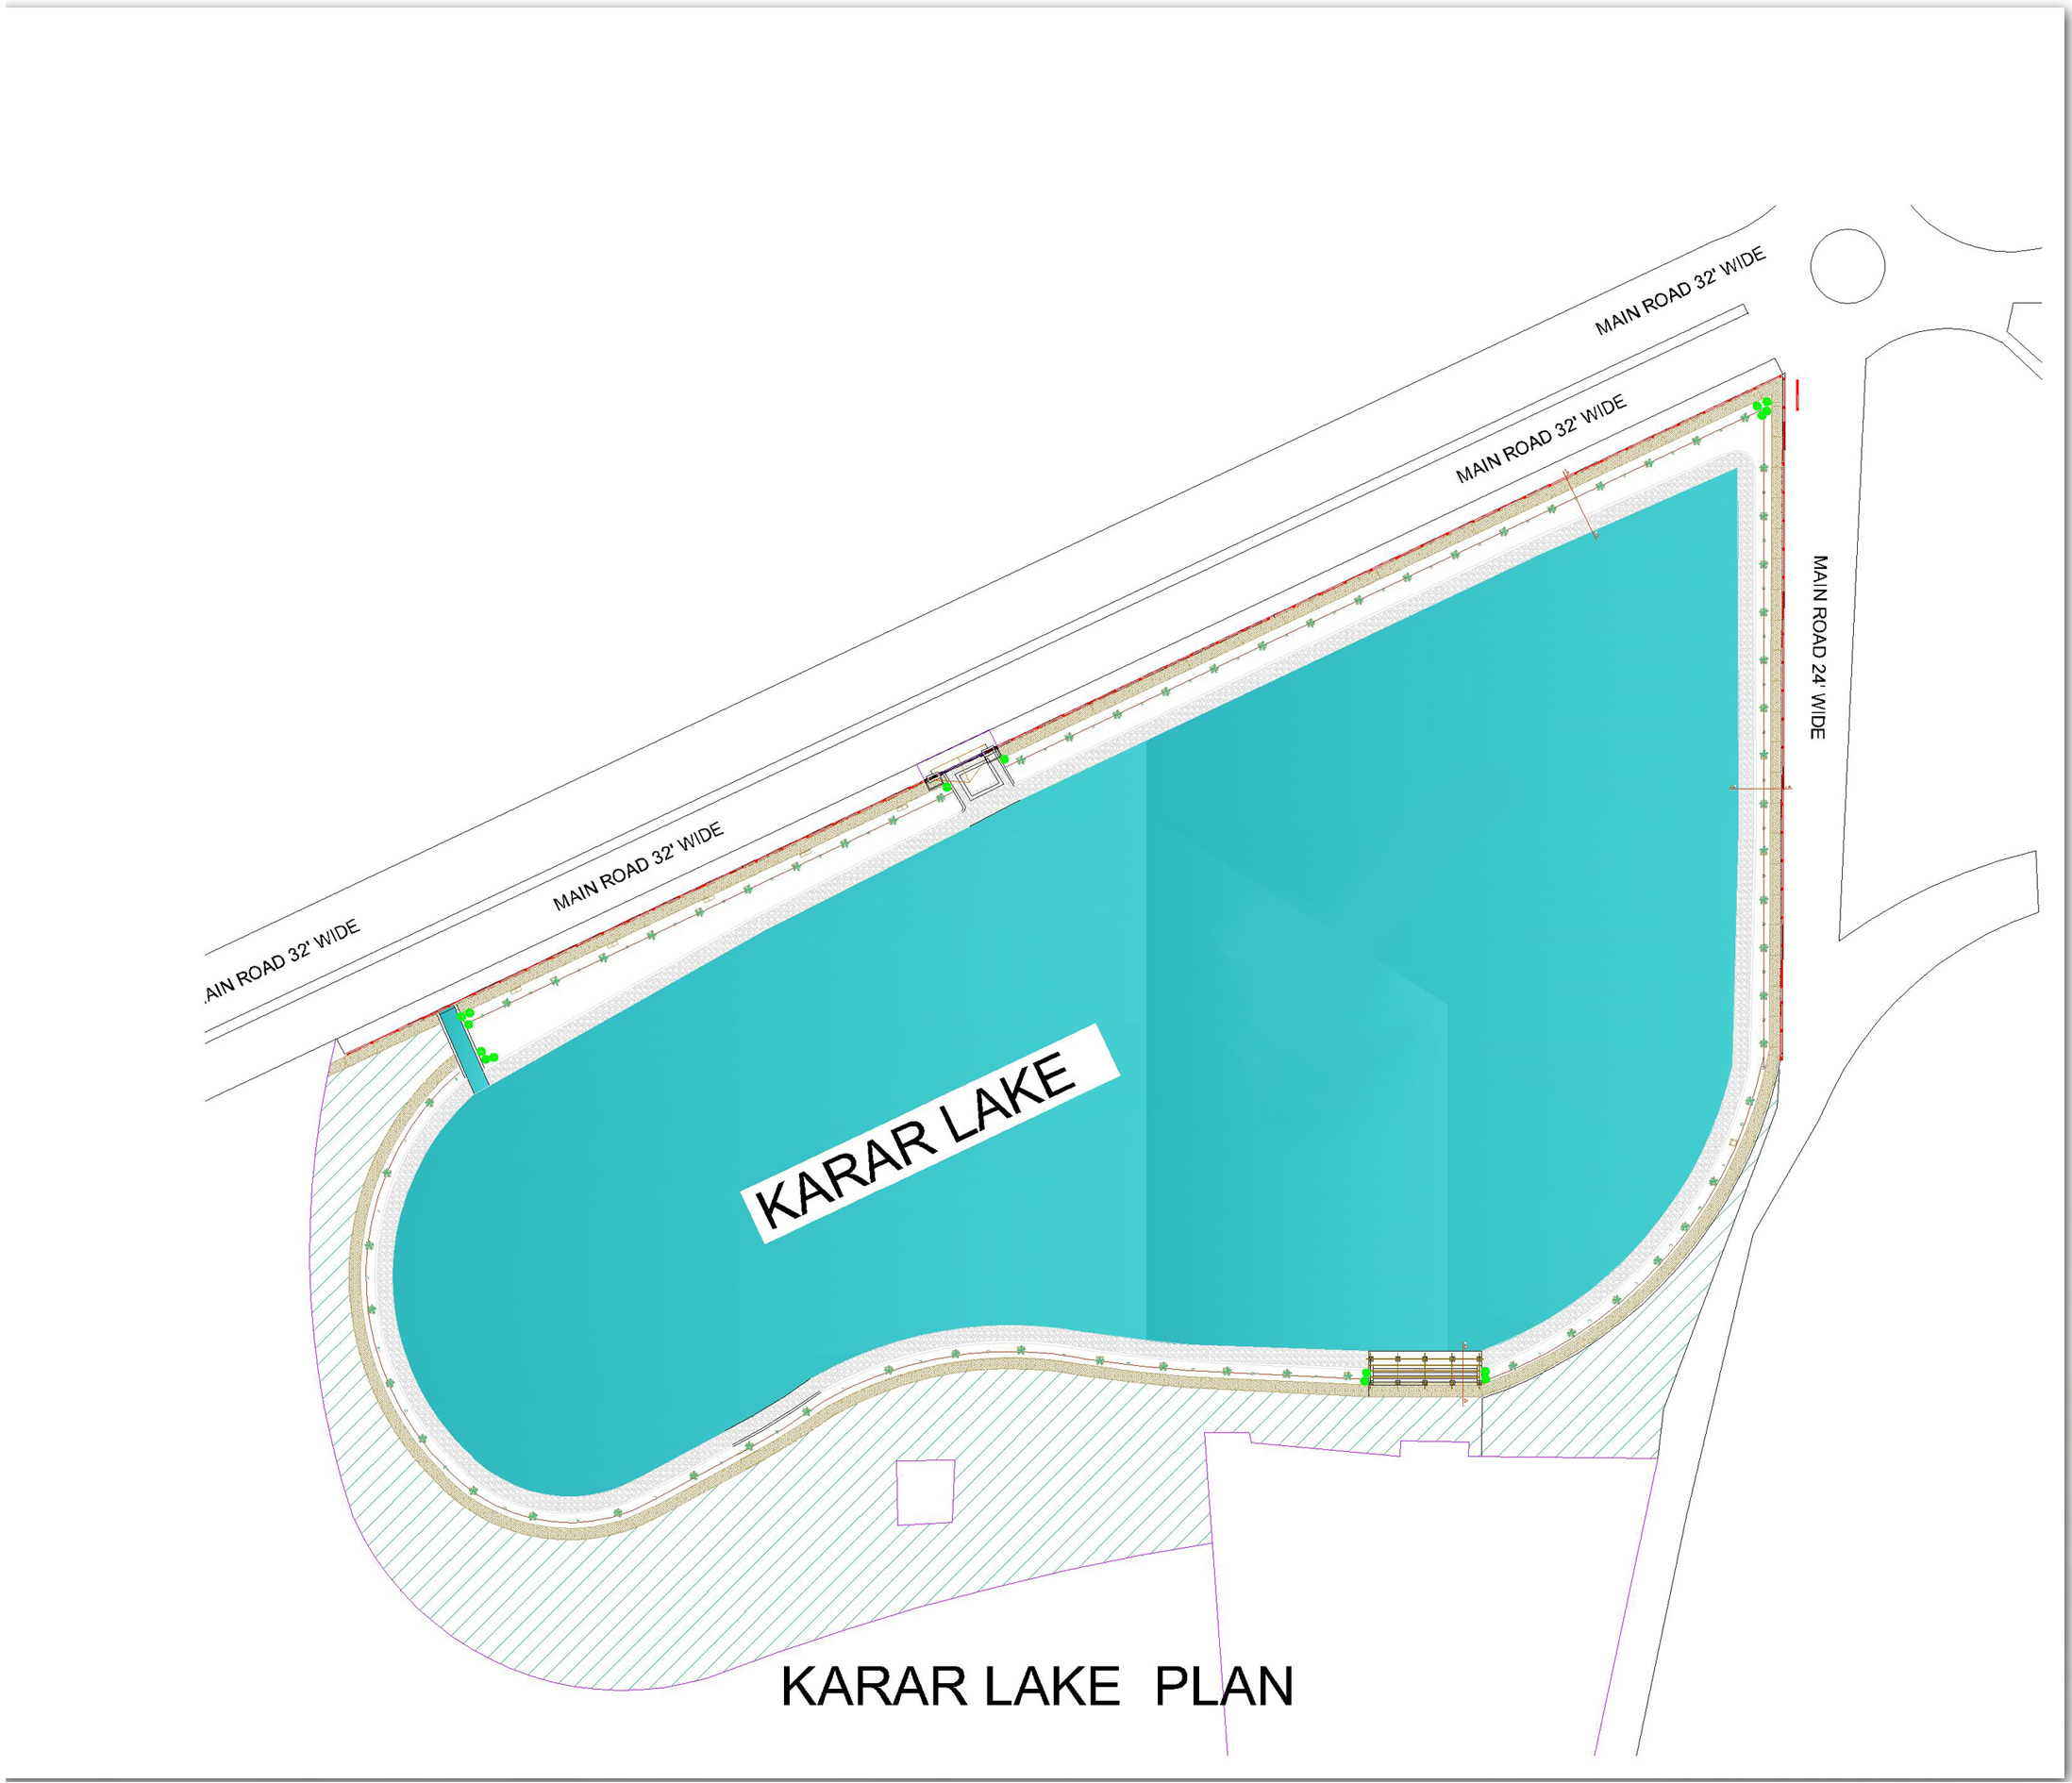 MAIN ROAD 32' WIDE
MAIN ROAD 32' WIDE
MAIN ROAD 24' WIDE
MAIN ROAD 32' WIDE
AIN ROAD 32' WIDE
KARAR LAKE
KARAR LAKE PLAN